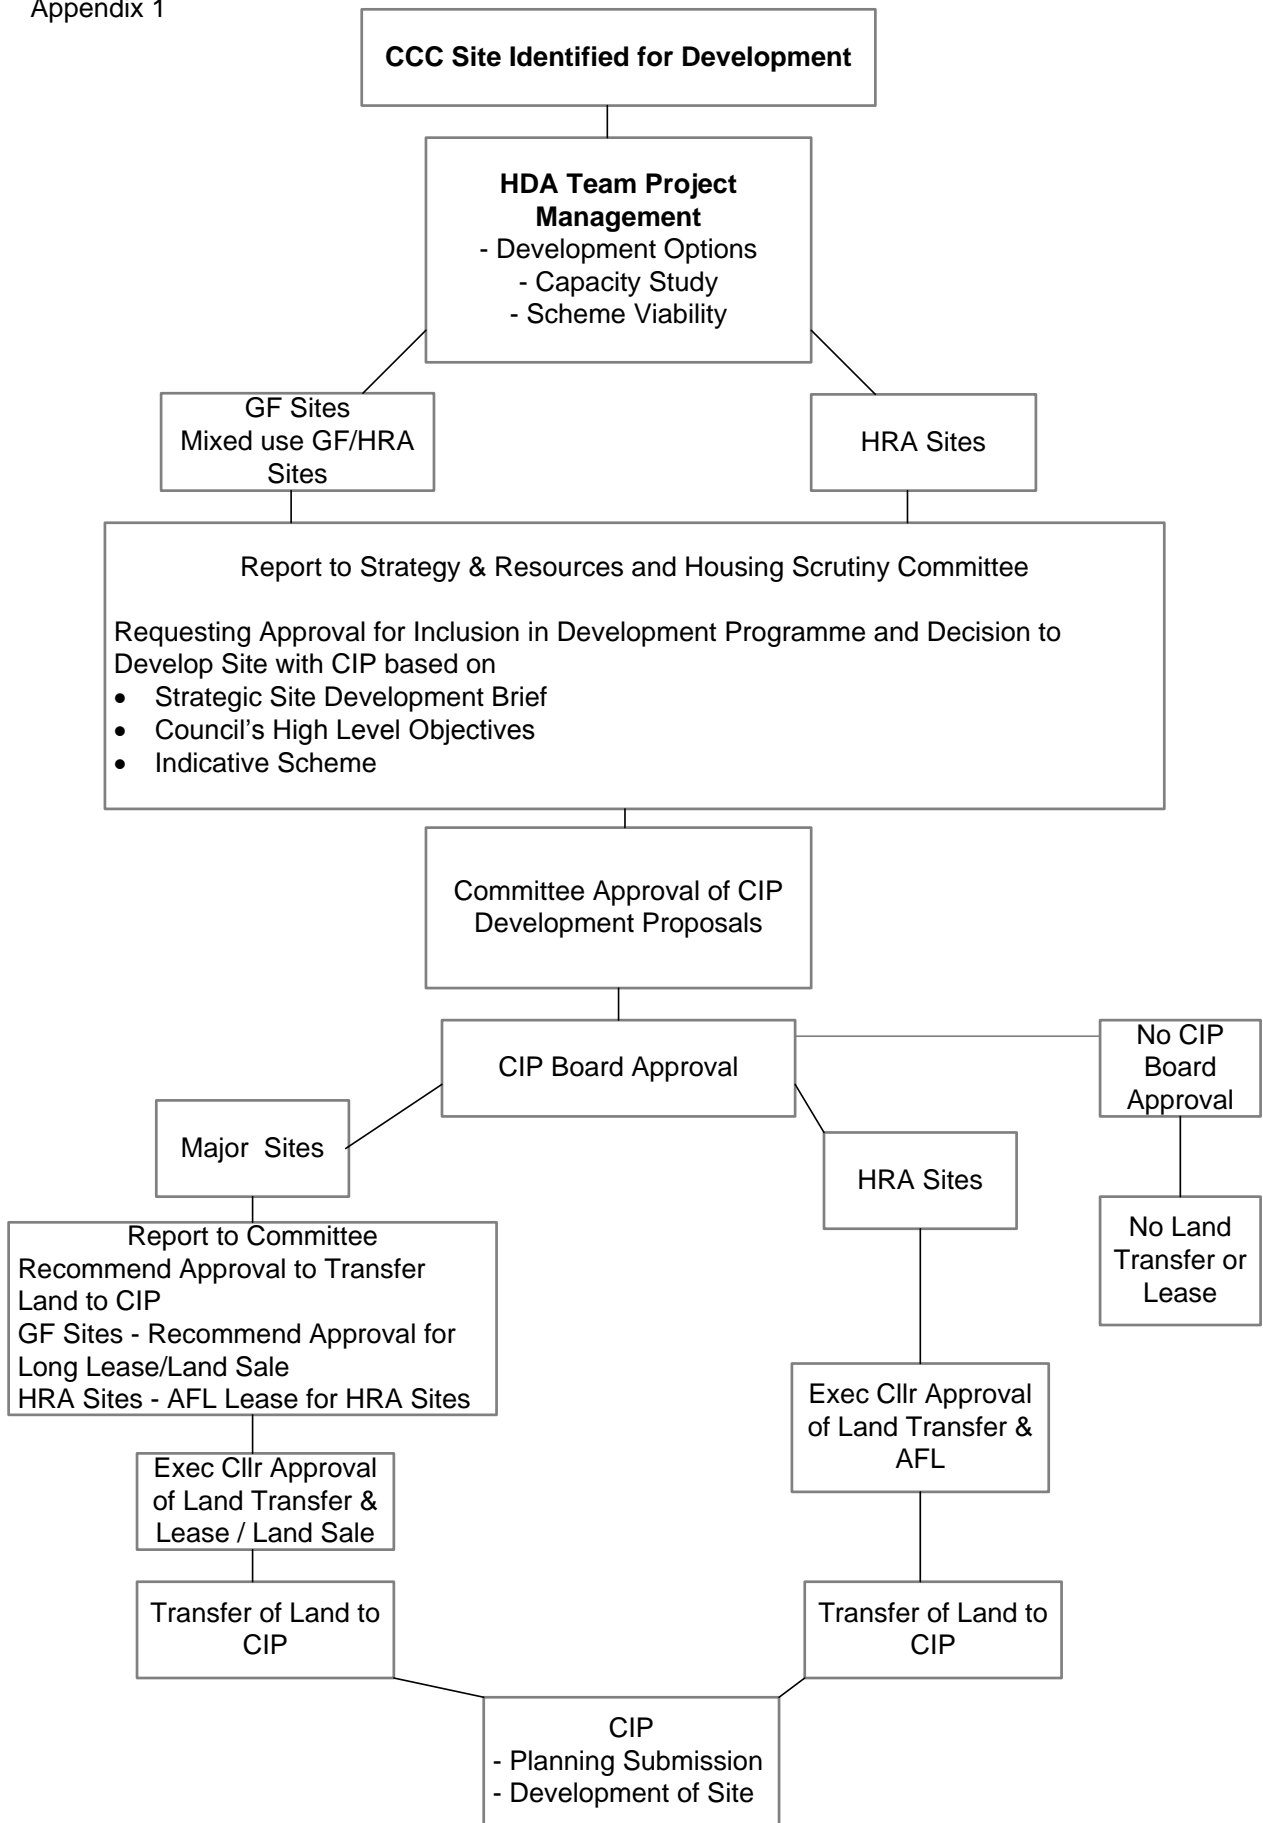 Appendix 1
CCC Site Identified for Development
HDA Team Project
Management
- Development Options
- Capacity Study
- Scheme Viability
GF Sites
Mixed use GF/HRA
Sites
HRA Sites
Report to Strategy & Resources and Housing Scrutiny Committee
Requesting Approval for Inclusion in Development Programme and Decision to
Develop Site with CIP based on
• Strategic Site Development Brief
• Council’s High Level Objectives
• Indicative Scheme
Committee Approval of CIP
Development Proposals
CIP Board Approval
No CIP
Board
Approval
Major Sites
HRA Sites
No Land
Transfer or
Lease
Report to Committee
Recommend Approval to Transfer
Land to CIP
GF Sites - Recommend Approval for
Long Lease/Land Sale
HRA Sites - AFL Lease for HRA Sites
Exec Cllr Approval
of Land Transfer &
AFL
Exec Cllr Approval
of Land Transfer &
Lease / Land Sale
Transfer of Land to
CIP
Transfer of Land to
CIP
CIP
- Planning Submission
- Development of Site